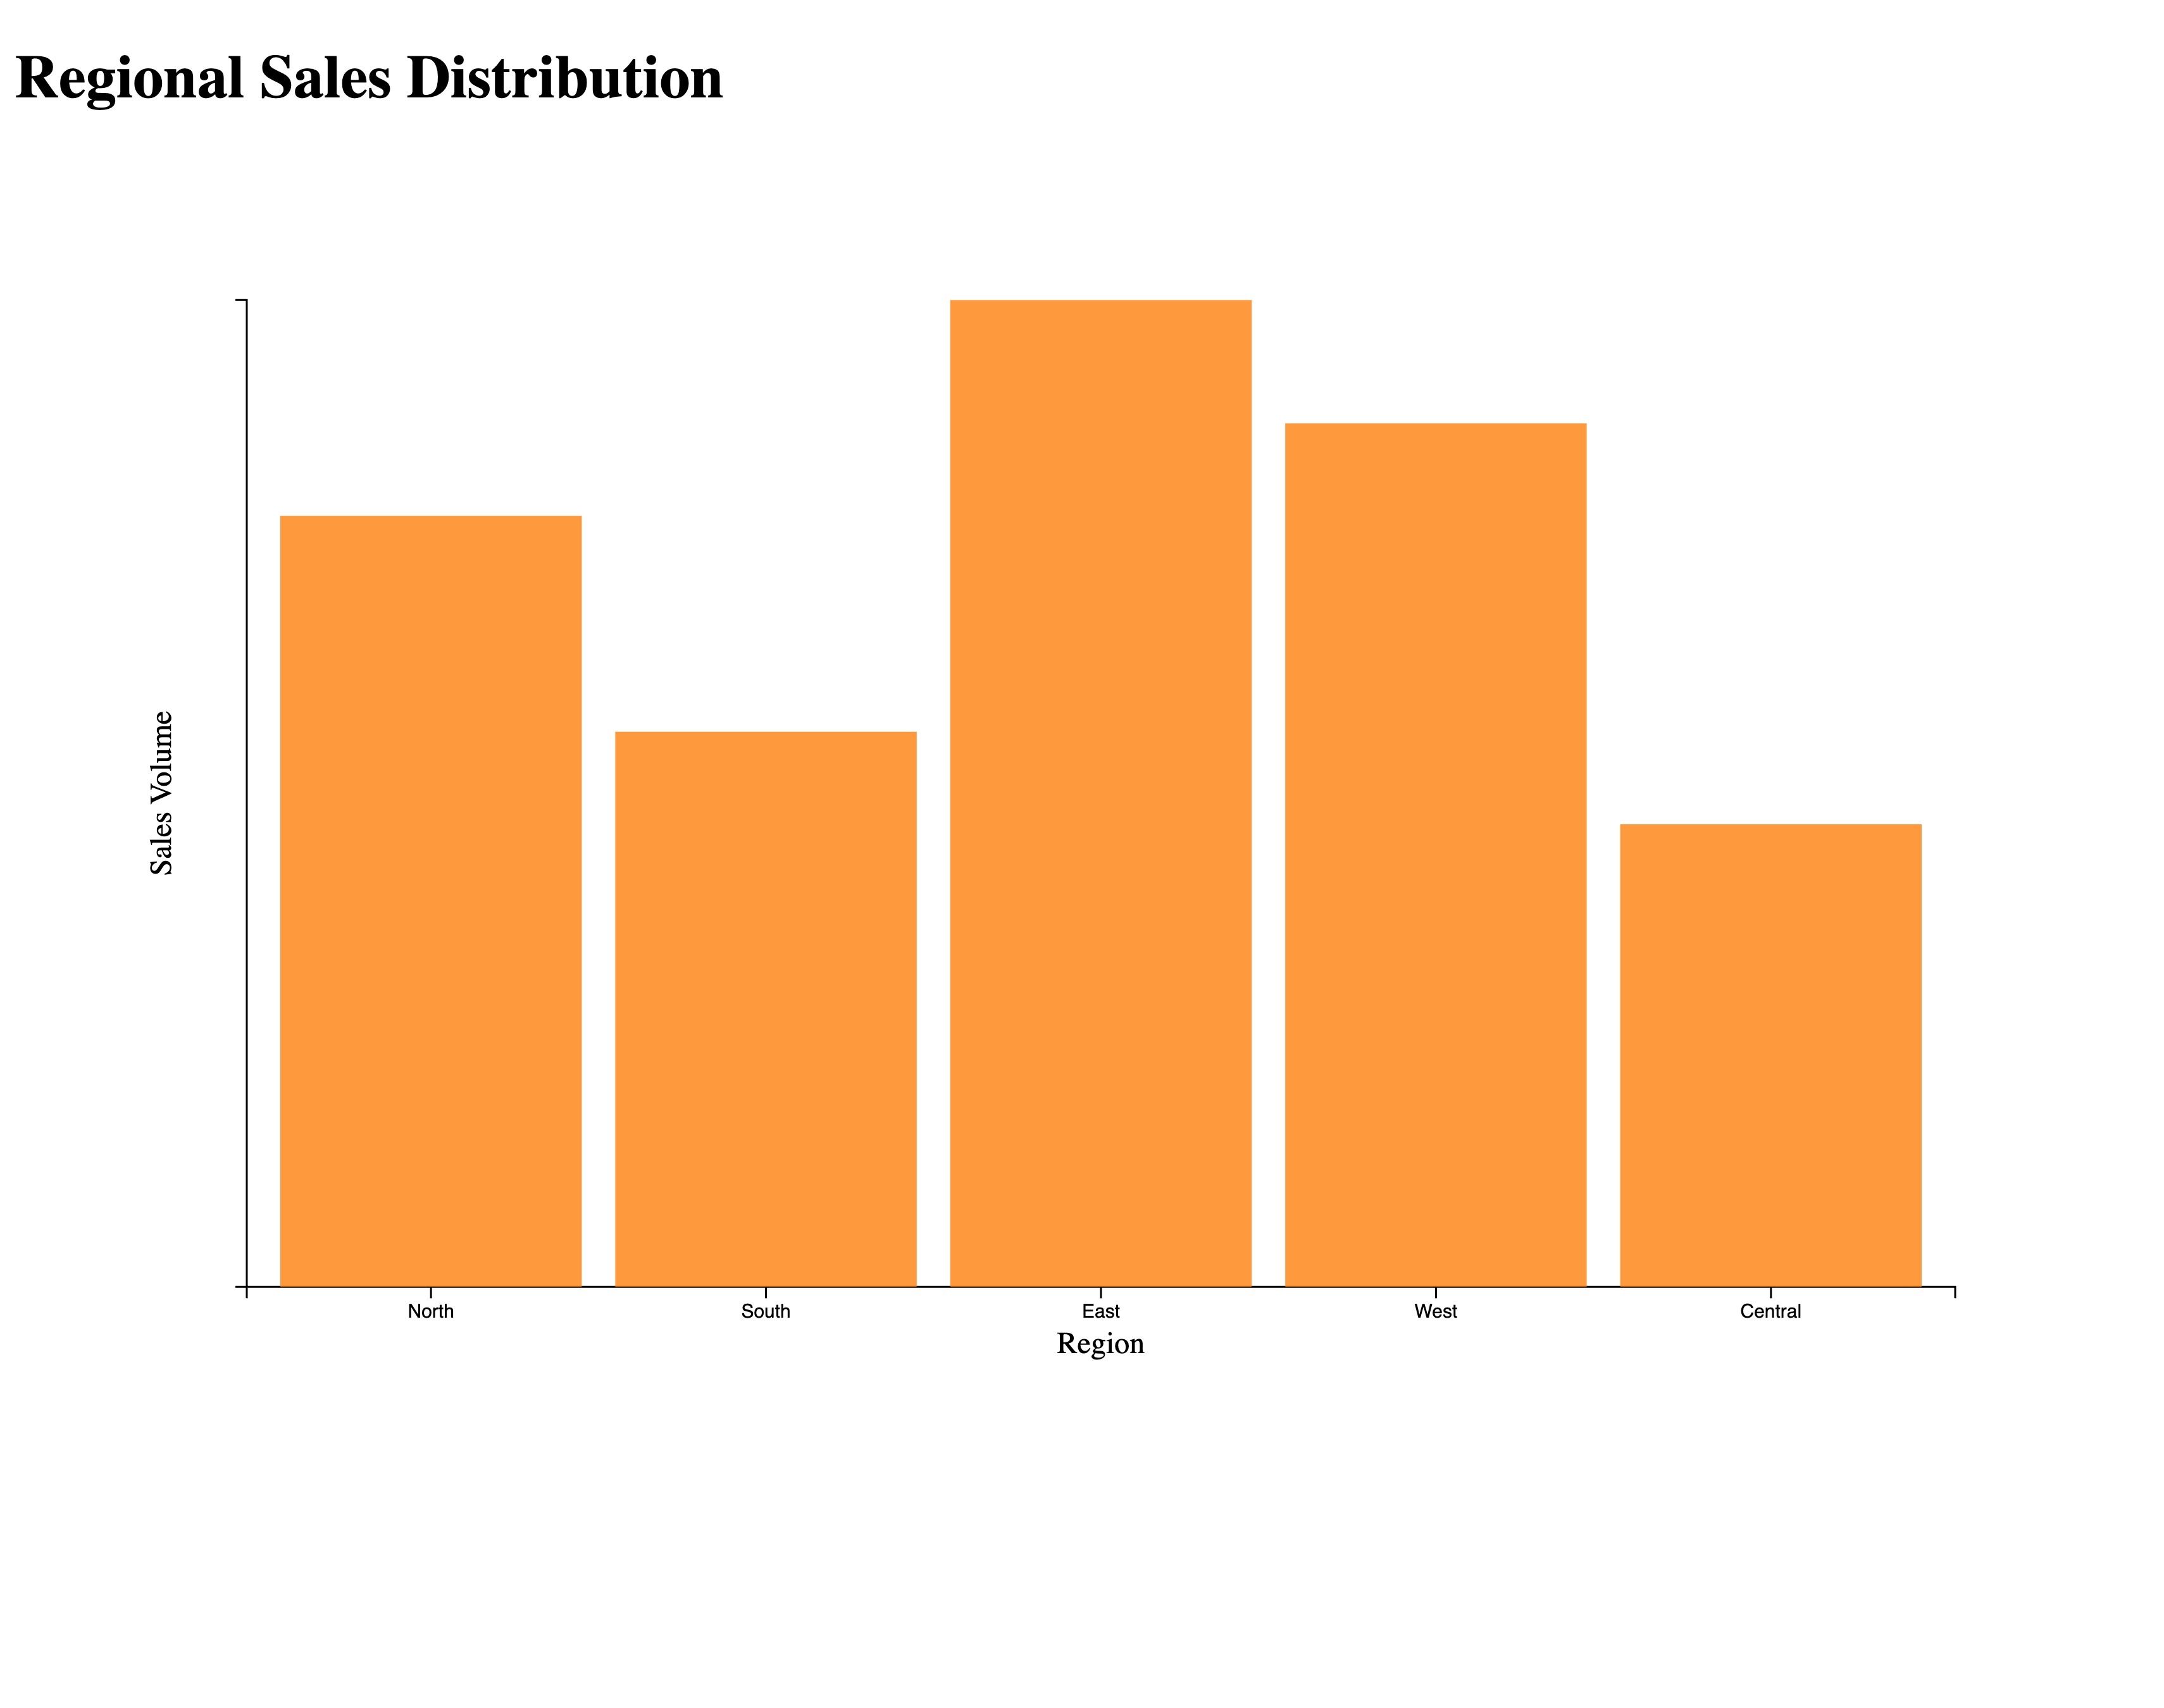 Regional Sales Distribution
Sales Volume
North
South
East
West
Central
Region